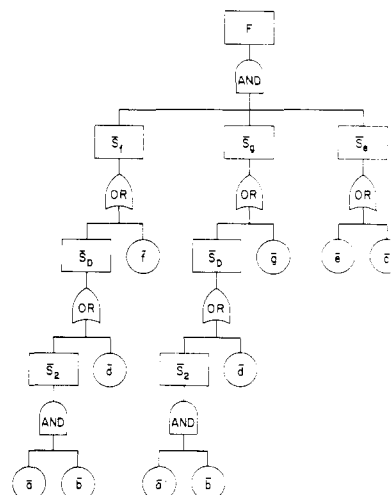 F
AND
S̄f S̄g S̄e
OR OR OR
S̄D f̄ S̄D ḡ ē c̄
OR OR
S̄2 d̄ S̄2 d̄
AND AND
ā b̄ ā b̄